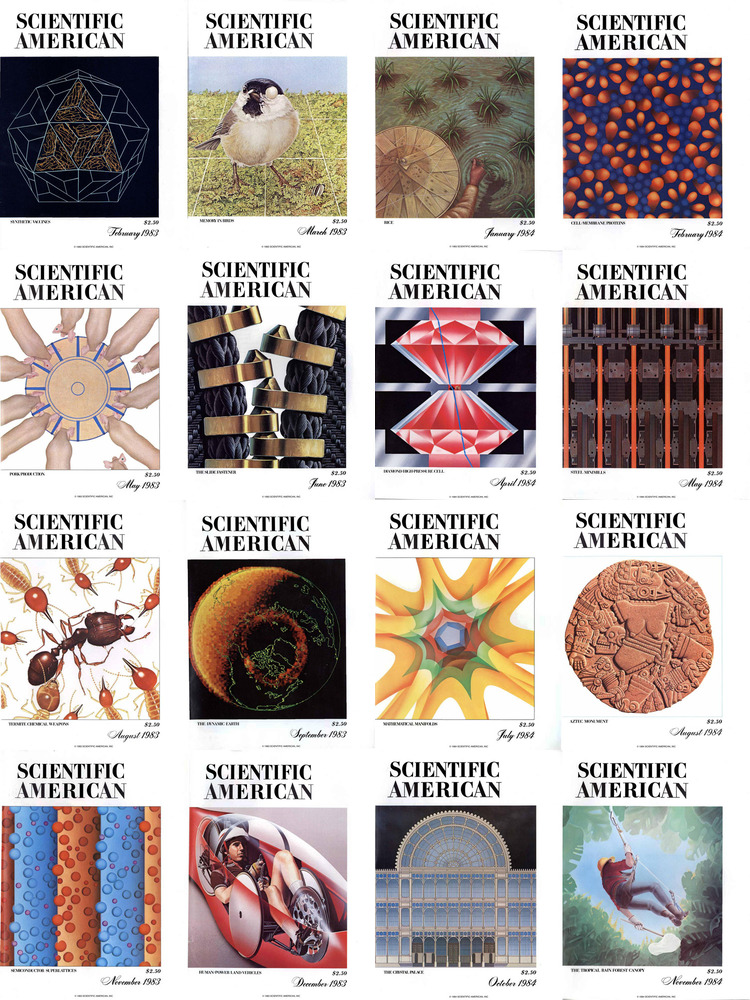 SCIENTIFIC
AMERICAN
SYNTHETIC VACCINES
$2.50
February 1983
SCIENTIFIC
AMERICAN
MEMORY IN BIRDS
$2.50
March 1983
SCIENTIFIC
AMERICAN
RICE
$2.50
January 1984
SCIENTIFIC
AMERICAN
CELL-MEMBRANE PROTEINS
$2.50
February 1984
SCIENTIFIC
AMERICAN
PORK PRODUCTION
$2.50
May 1983
SCIENTIFIC
AMERICAN
THE SLIDE FASTENER
$2.50
June 1983
SCIENTIFIC
AMERICAN
DIAMOND HIGH-PRESSURE CELL
$2.50
April 1984
SCIENTIFIC
AMERICAN
STEEL MINIMILLS
$2.50
May 1984
SCIENTIFIC
AMERICAN
TERMITE CHEMICAL WEAPONS
$2.50
August 1983
SCIENTIFIC
AMERICAN
THE DYNAMIC EARTH
$2.50
September 1983
SCIENTIFIC
AMERICAN
MATHEMATICAL MANIFOLDS
$2.50
July 1984
SCIENTIFIC
AMERICAN
AZTEC MONUMENT
$2.50
August 1984
SCIENTIFIC
AMERICAN
SEMICONDUCTOR SUPERLATTICES
$2.50
November 1983
SCIENTIFIC
AMERICAN
HUMAN-POWER LAND VEHICLES
$2.50
December 1983
SCIENTIFIC
AMERICAN
THE CRYSTAL PALACE
$2.50
October 1984
SCIENTIFIC
AMERICAN
THE TROPICAL RAIN FOREST CANOPY
$2.50
November 1984